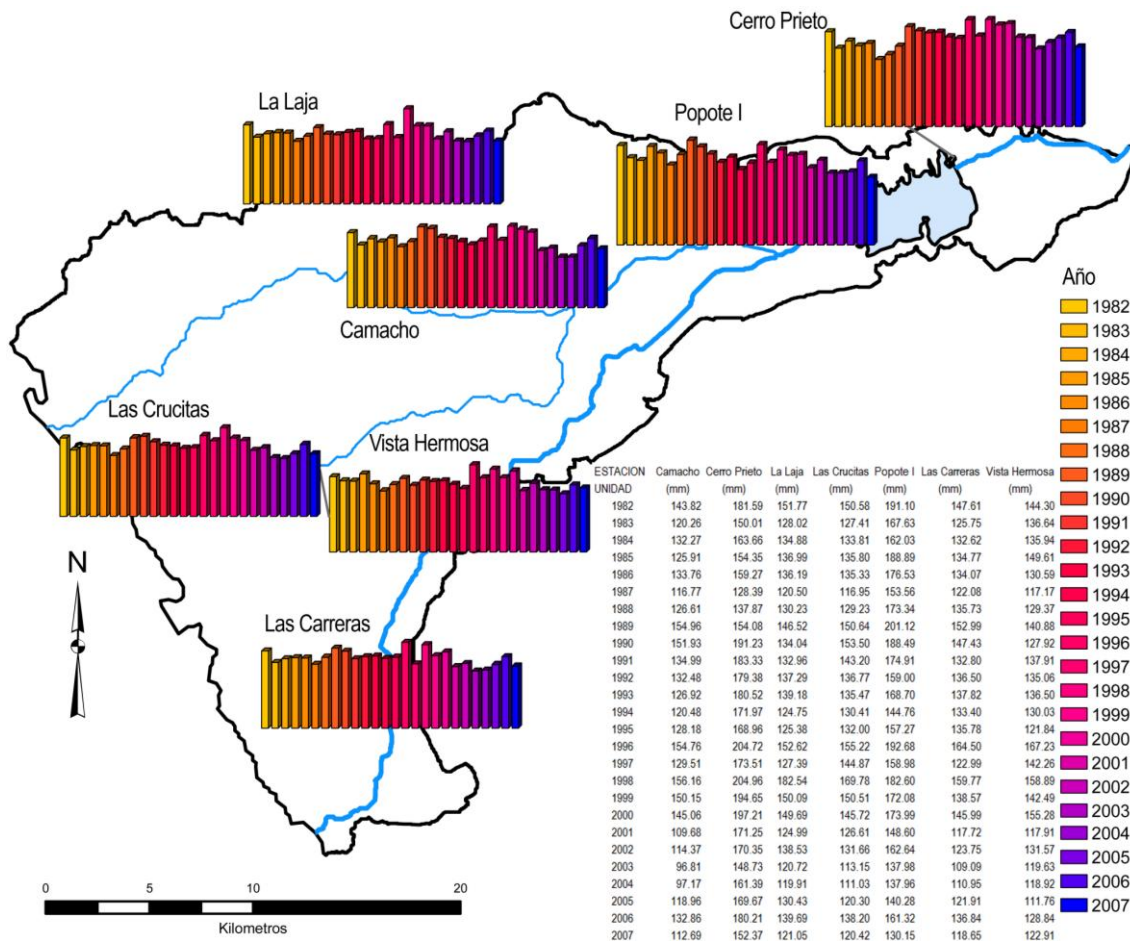 Cerro Prieto
La Laja
Popote I
Camacho
Año
1982
1983
1984
1985
1986
1987
1988
1989
1990
1991
1992
1993
1994
1995
1996
1997
1998
1999
2000
2001
2002
2003
2004
2005
2006
2007
Las Crucitas
Vista Hermosa
Las Carreras
N
0 5 10 20
Kilometros
ESTACION Camacho Cerro Prieto La Laja Las Crucitas Popote I Las Carreras Vista Hermosa
UNIDAD (mm) (mm) (mm) (mm) (mm) (mm) (mm)
1982 143.82 181.59 151.77 150.58 191.10 147.61 144.30
1983 120.26 150.01 128.02 127.41 167.63 125.75 136.64
1984 132.27 163.66 134.88 133.81 162.03 132.62 135.94
1985 125.91 154.35 136.99 135.80 188.89 134.77 149.61
1986 133.76 159.27 136.19 135.33 176.53 134.07 130.59
1987 116.77 128.39 120.50 116.95 153.56 122.08 117.17
1988 126.61 137.87 130.23 129.23 173.34 135.73 129.37
1989 154.96 154.08 146.52 150.64 201.12 152.99 140.88
1990 151.93 191.23 134.04 153.50 188.49 147.43 127.92
1991 134.99 183.33 132.96 143.20 174.91 132.80 137.91
1992 132.48 179.38 137.29 136.77 159.00 136.50 135.06
1993 126.92 180.52 139.18 135.47 168.70 137.82 136.50
1994 120.48 171.97 124.75 130.41 144.76 133.40 130.03
1995 128.18 168.96 125.38 132.00 157.27 135.78 121.84
1996 154.76 204.72 152.62 155.22 192.68 164.50 167.23
1997 129.51 173.51 127.39 144.87 158.98 122.99 142.26
1998 156.16 204.96 182.54 169.78 182.60 159.77 158.89
1999 150.15 194.65 150.09 150.51 172.08 138.57 142.49
2000 145.06 197.21 149.69 145.72 173.99 145.99 155.28
2001 109.68 171.25 124.99 126.61 148.60 117.72 117.91
2002 114.37 170.35 138.53 131.66 162.64 123.75 131.57
2003 96.81 148.73 120.72 113.15 137.98 109.09 119.63
2004 97.17 161.39 119.91 111.03 137.96 110.95 118.92
2005 118.96 169.67 130.43 120.30 140.28 121.91 111.76
2006 132.86 180.21 139.69 138.20 161.32 136.84 128.84
2007 112.69 152.37 121.05 120.42 130.15 118.65 122.91